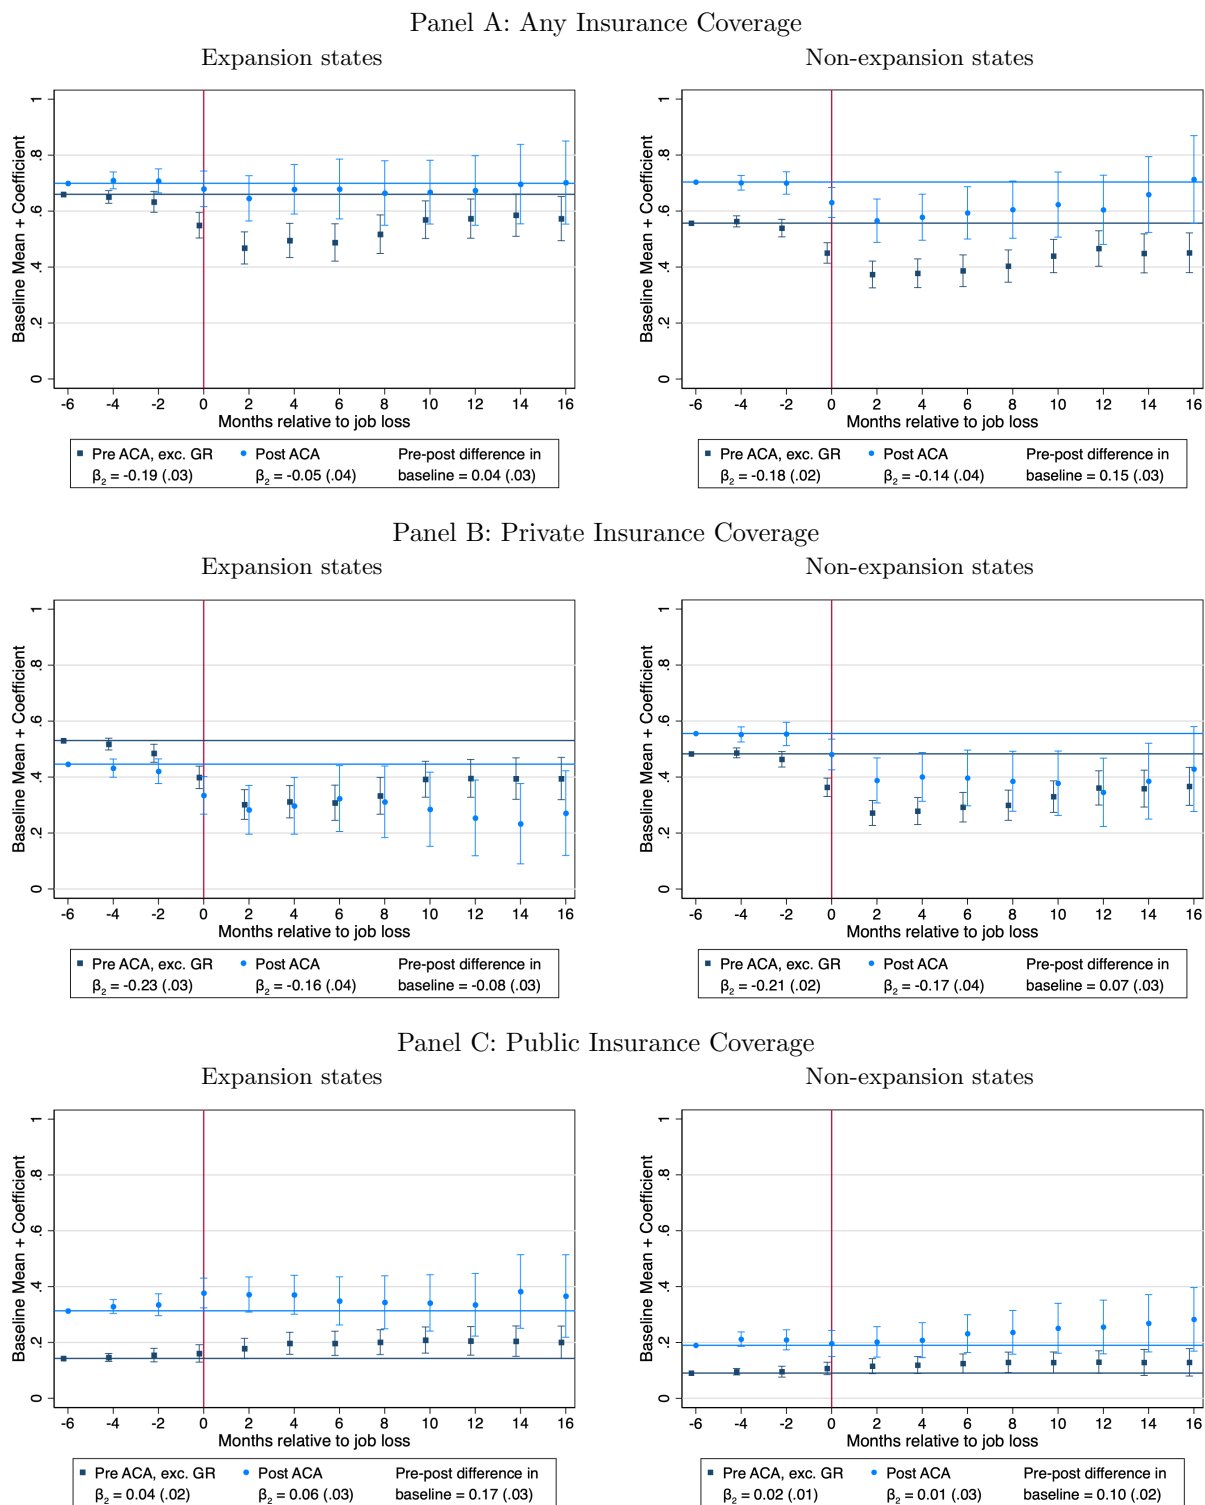 Panel A: Any Insurance Coverage
Expansion states
Non-expansion states
Baseline Mean + Coefficient
1
.8
.6
.4
.2
0
-6 -4 -2 0 2 4 6 8 10 12 14 16
Months relative to job loss
Pre ACA, exc. GR Post ACA Pre-post difference in
β₂ = -0.19 (.03) β₂ = -0.05 (.04) baseline = 0.04 (.03)
Baseline Mean + Coefficient
1
.8
.6
.4
.2
0
-6 -4 -2 0 2 4 6 8 10 12 14 16
Months relative to job loss
Pre ACA, exc. GR Post ACA Pre-post difference in
β₂ = -0.18 (.02) β₂ = -0.14 (.04) baseline = 0.15 (.03)
Panel B: Private Insurance Coverage
Expansion states
Non-expansion states
Baseline Mean + Coefficient
1
.8
.6
.4
.2
0
-6 -4 -2 0 2 4 6 8 10 12 14 16
Months relative to job loss
Pre ACA, exc. GR Post ACA Pre-post difference in
β₂ = -0.23 (.03) β₂ = -0.16 (.04) baseline = -0.08 (.03)
Baseline Mean + Coefficient
1
.8
.6
.4
.2
0
-6 -4 -2 0 2 4 6 8 10 12 14 16
Months relative to job loss
Pre ACA, exc. GR Post ACA Pre-post difference in
β₂ = -0.21 (.02) β₂ = -0.17 (.04) baseline = 0.07 (.03)
Panel C: Public Insurance Coverage
Expansion states
Non-expansion states
Baseline Mean + Coefficient
1
.8
.6
.4
.2
0
-6 -4 -2 0 2 4 6 8 10 12 14 16
Months relative to job loss
Pre ACA, exc. GR Post ACA Pre-post difference in
β₂ = 0.04 (.02) β₂ = 0.06 (.03) baseline = 0.17 (.03)
Baseline Mean + Coefficient
1
.8
.6
.4
.2
0
-6 -4 -2 0 2 4 6 8 10 12 14 16
Months relative to job loss
Pre ACA, exc. GR Post ACA Pre-post difference in
β₂ = 0.02 (.01) β₂ = 0.01 (.03) baseline = 0.10 (.02)